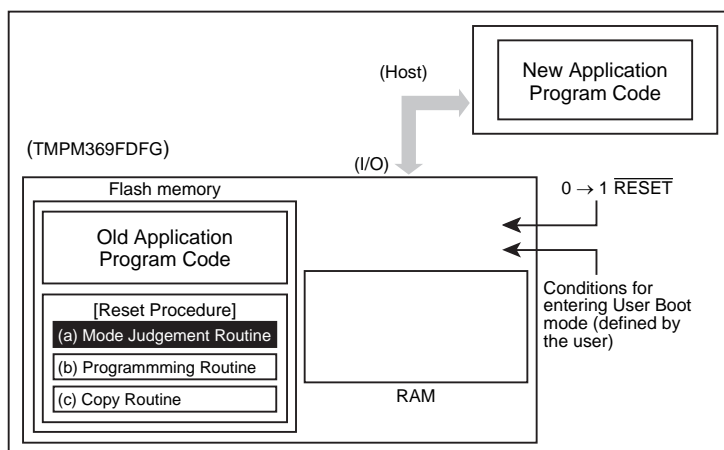 (Host)
New Application
Program Code
(TMPM369FDFG)
(I/O)
Flash memory
0 → 1 RESET
Old Application
Program Code
Conditions for
entering User Boot
mode (defined by
the user)
[Reset Procedure]
(a) Mode Judgement Routine
(b) Programmming Routine
(c) Copy Routine
RAM